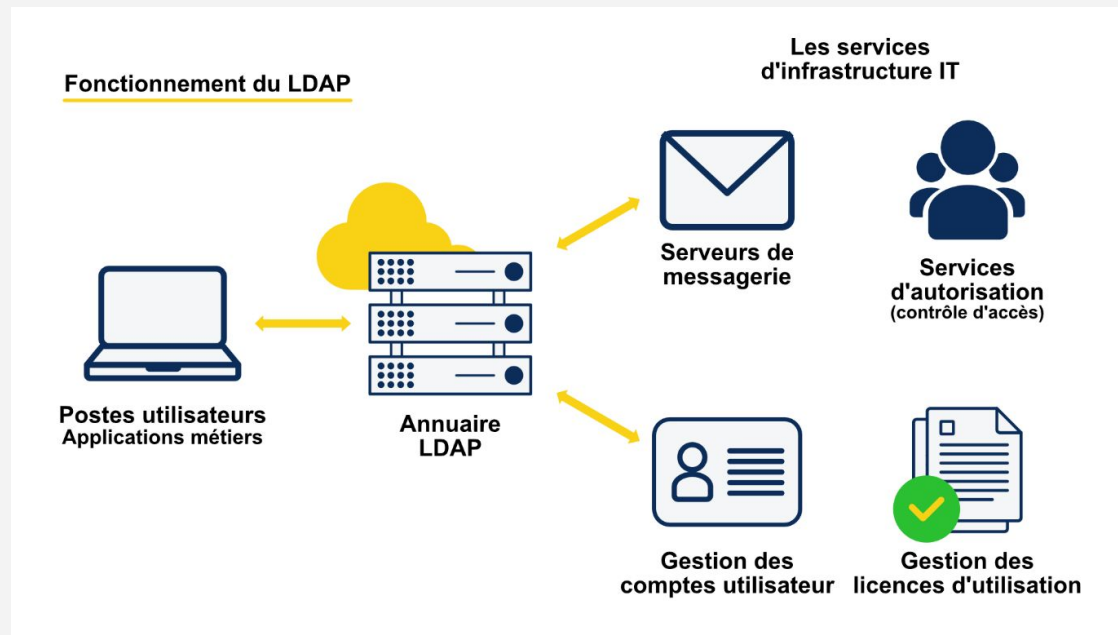 Fonctionnement du LDAP
Les services
d'infrastructure IT
Serveurs de
messagerie
Services
d'autorisation
(contrôle d'accès)
Postes utilisateurs
Applications métiers
Annuaire
LDAP
Gestion des
comptes utilisateur
Gestion des
licences d'utilisation